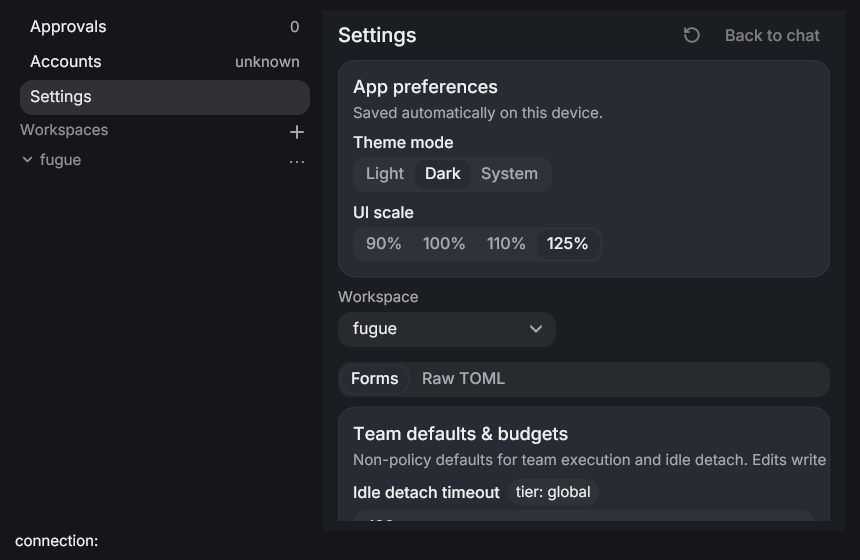 Approvals 0
Accounts unknown
Settings
Workspaces +
fugue ...
Settings Back to chat
App preferences
Saved automatically on this device.
Theme mode
Light Dark System
UI scale
90% 100% 110% 125%
Workspace
fugue
Forms Raw TOML
Team defaults & budgets
Non-policy defaults for team execution and idle detach. Edits write
Idle detach timeout tier: global
connection: